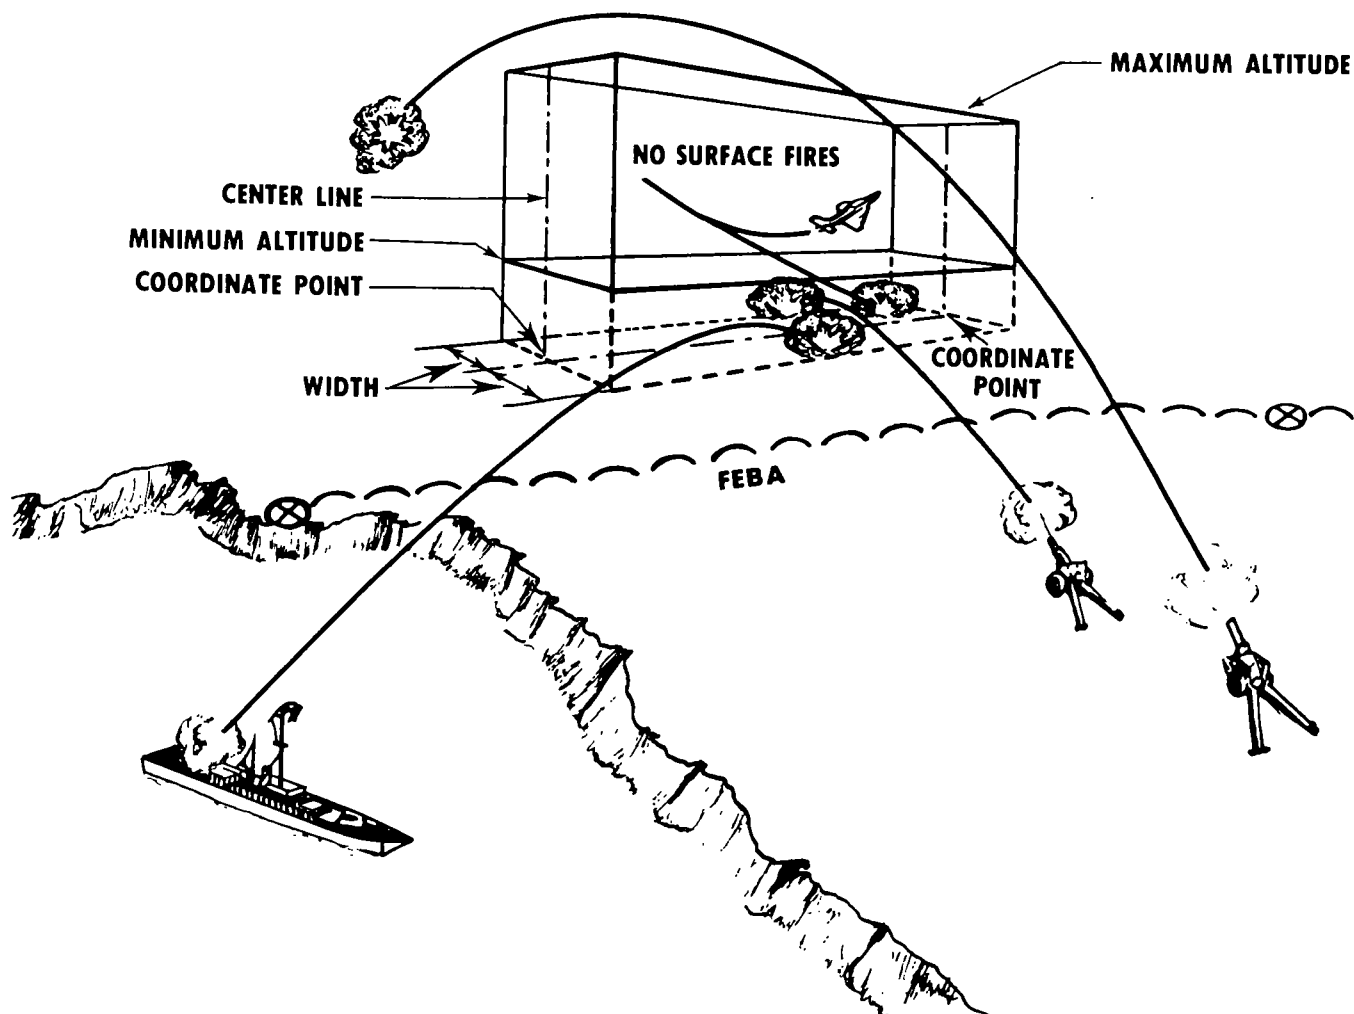 MAXIMUM ALTITUDE
NO SURFACE FIRES
CENTER LINE
MINIMUM ALTITUDE
COORDINATE POINT
COORDINATE
POINT
WIDTH
FEBA